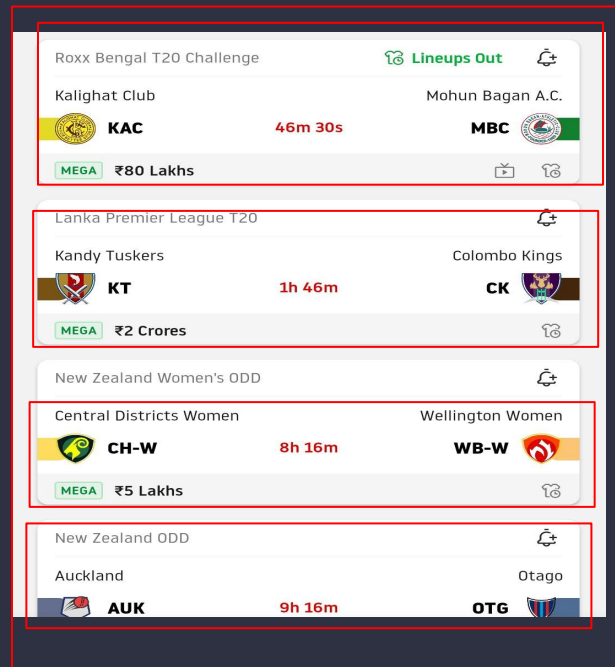 Roxx Bengal T20 Challenge Lineups Out
Kalighat Club Mohun Bagan A.C.
KAC 46m 30s MBC
MEGA ₹80 Lakhs
Lanka Premier League T20
Kandy Tuskers Colombo Kings
KT 1h 46m CK
MEGA ₹2 Crores
New Zealand Women's ODD
Central Districts Women Wellington Women
CH-W 8h 16m WB-W
MEGA ₹5 Lakhs
New Zealand ODD
Auckland Otago
AUK 9h 16m OTG